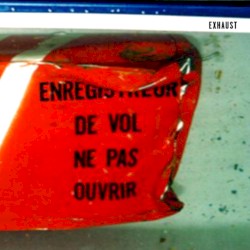 EXHAUST
ENREGISTREUR
DE VOL
NE PAS
OUVRIR